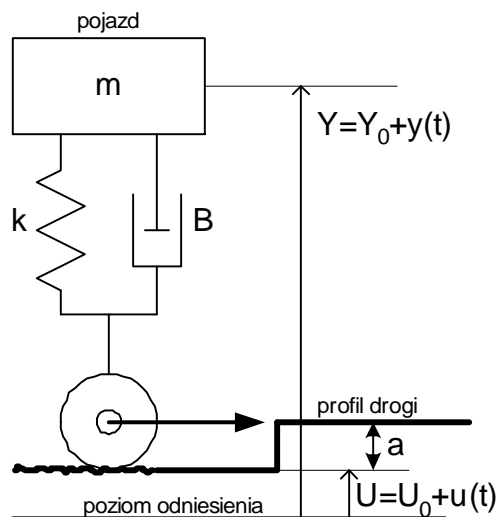 pojazd
m
Y=Y₀+y(t)
k
B
profil drogi
a
U=U₀+u(t)
poziom odniesienia